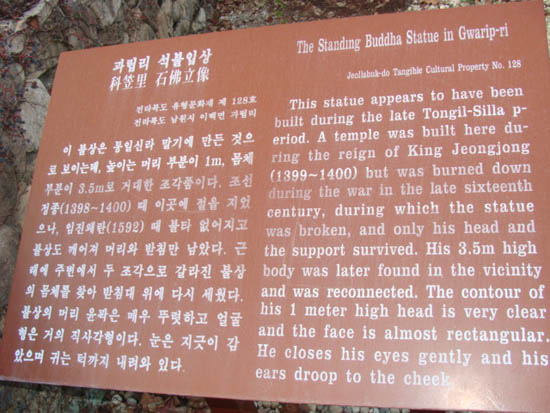 과립리 석불입상
科笠里 石佛立像
전라북도 유형문화재 제 128호
전라북도 남원시 이백면 과립리
이 불상은 통일신라 말기에 만든 것으
로 보이는데, 높이는 머리 부분이 1m, 몸체
부분이 3.5m로 거대한 조각품이다. 조선
정종(1398~1400) 때 이곳에 절을 지었
으나, 임진왜란(1592) 때 불타 없어지고
불상도 깨어져 머리와 받침만 남았다. 근
래에 주변에서 두 조각으로 갈라진 불상
의 몸체를 찾아 받침대 위에 다시 세웠다.
불상의 머리 윤곽은 매우 뚜렷하고 얼굴
형은 거의 직사각형이다. 눈은 지긋이 감
았으며 귀는 턱까지 내려와 있다.
The Standing Buddha Statue in Gwarip-ri
Jeollabuk-do Tangible Cultural Property No. 128
This statue appears to have been
built during the late Tongil-Silla p-
eriod. A temple was built here du-
ring the reign of King Jeongjong
(1399~1400) but was burned down
during the war in the late sixteenth
century, during which the statue
was broken, and only his head and
the support survived. His 3.5m high
body was later found in the vicinity
and was reconnected. The contour of
his 1 meter high head is very clear
and the face is almost rectangular.
He closes his eyes gently and his
ears droop to the cheek.